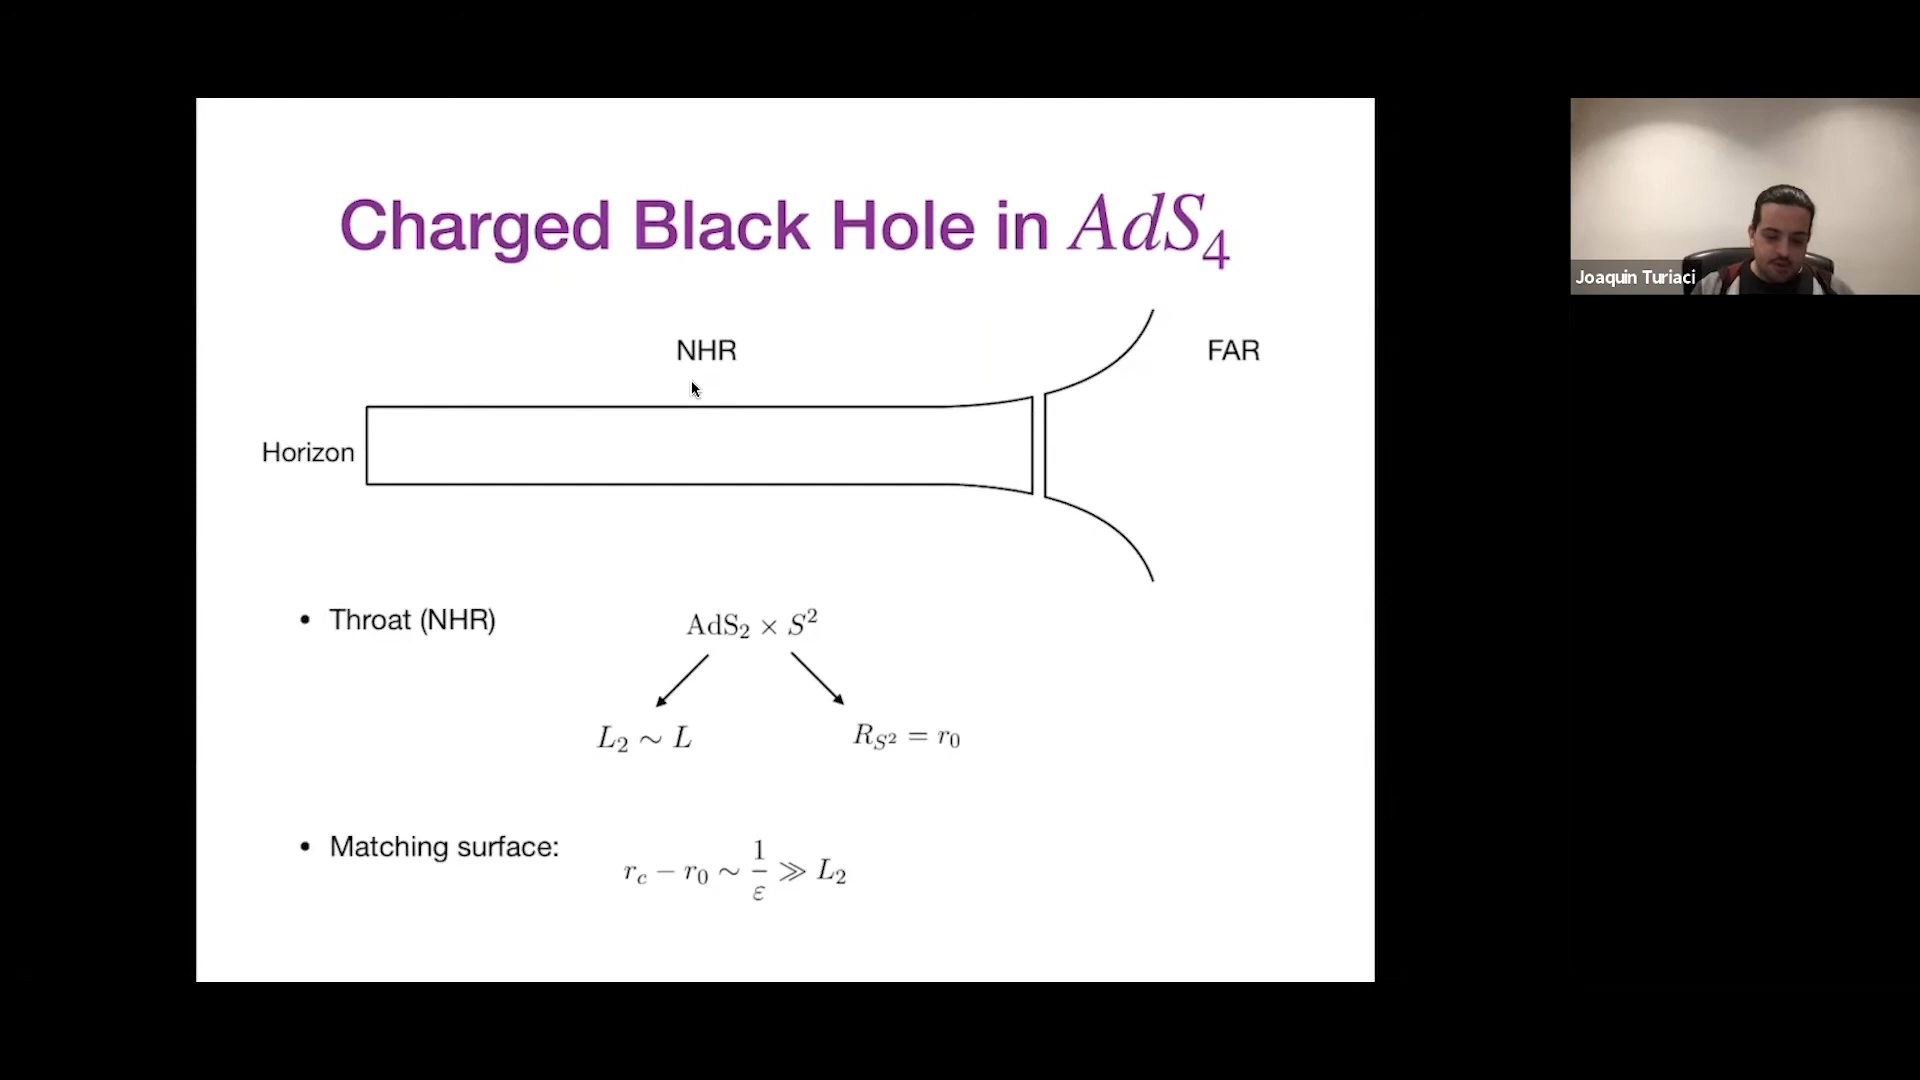 Charged Black Hole in AdS₄
NHR
FAR
Horizon
• Throat (NHR)
AdS₂ × S²
L₂ ∼ L
R_{S²} = r₀
• Matching surface:
r_c − r₀ ∼ 1/ε ≫ L₂
Joaquin Turiaci